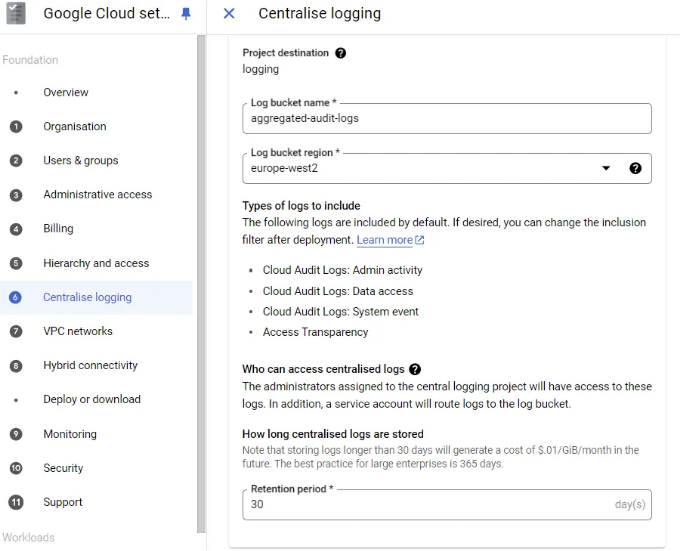 Google Cloud set...
Centralise logging
Foundation
Overview
1 Organisation
2 Users & groups
3 Administrative access
4 Billing
5 Hierarchy and access
6 Centralise logging
7 VPC networks
8 Hybrid connectivity
Deploy or download
9 Monitoring
10 Security
11 Support
Workloads
Project destination ?
logging
Log bucket name *
aggregated-audit-logs
Log bucket region *
europe-west2 ?
Types of logs to include
The following logs are included by default. If desired, you can change the inclusion
filter after deployment. Learn more
• Cloud Audit Logs: Admin activity
• Cloud Audit Logs: Data access
• Cloud Audit Logs: System event
• Access Transparency
Who can access centralised logs ?
The administrators assigned to the central logging project will have access to these
logs. In addition, a service account will route logs to the log bucket.
How long centralised logs are stored
Note that storing logs longer than 30 days will generate a cost of $.01/GiB/month in the
future. The best practice for large enterprises is 365 days.
Retention period *
30 day(s)